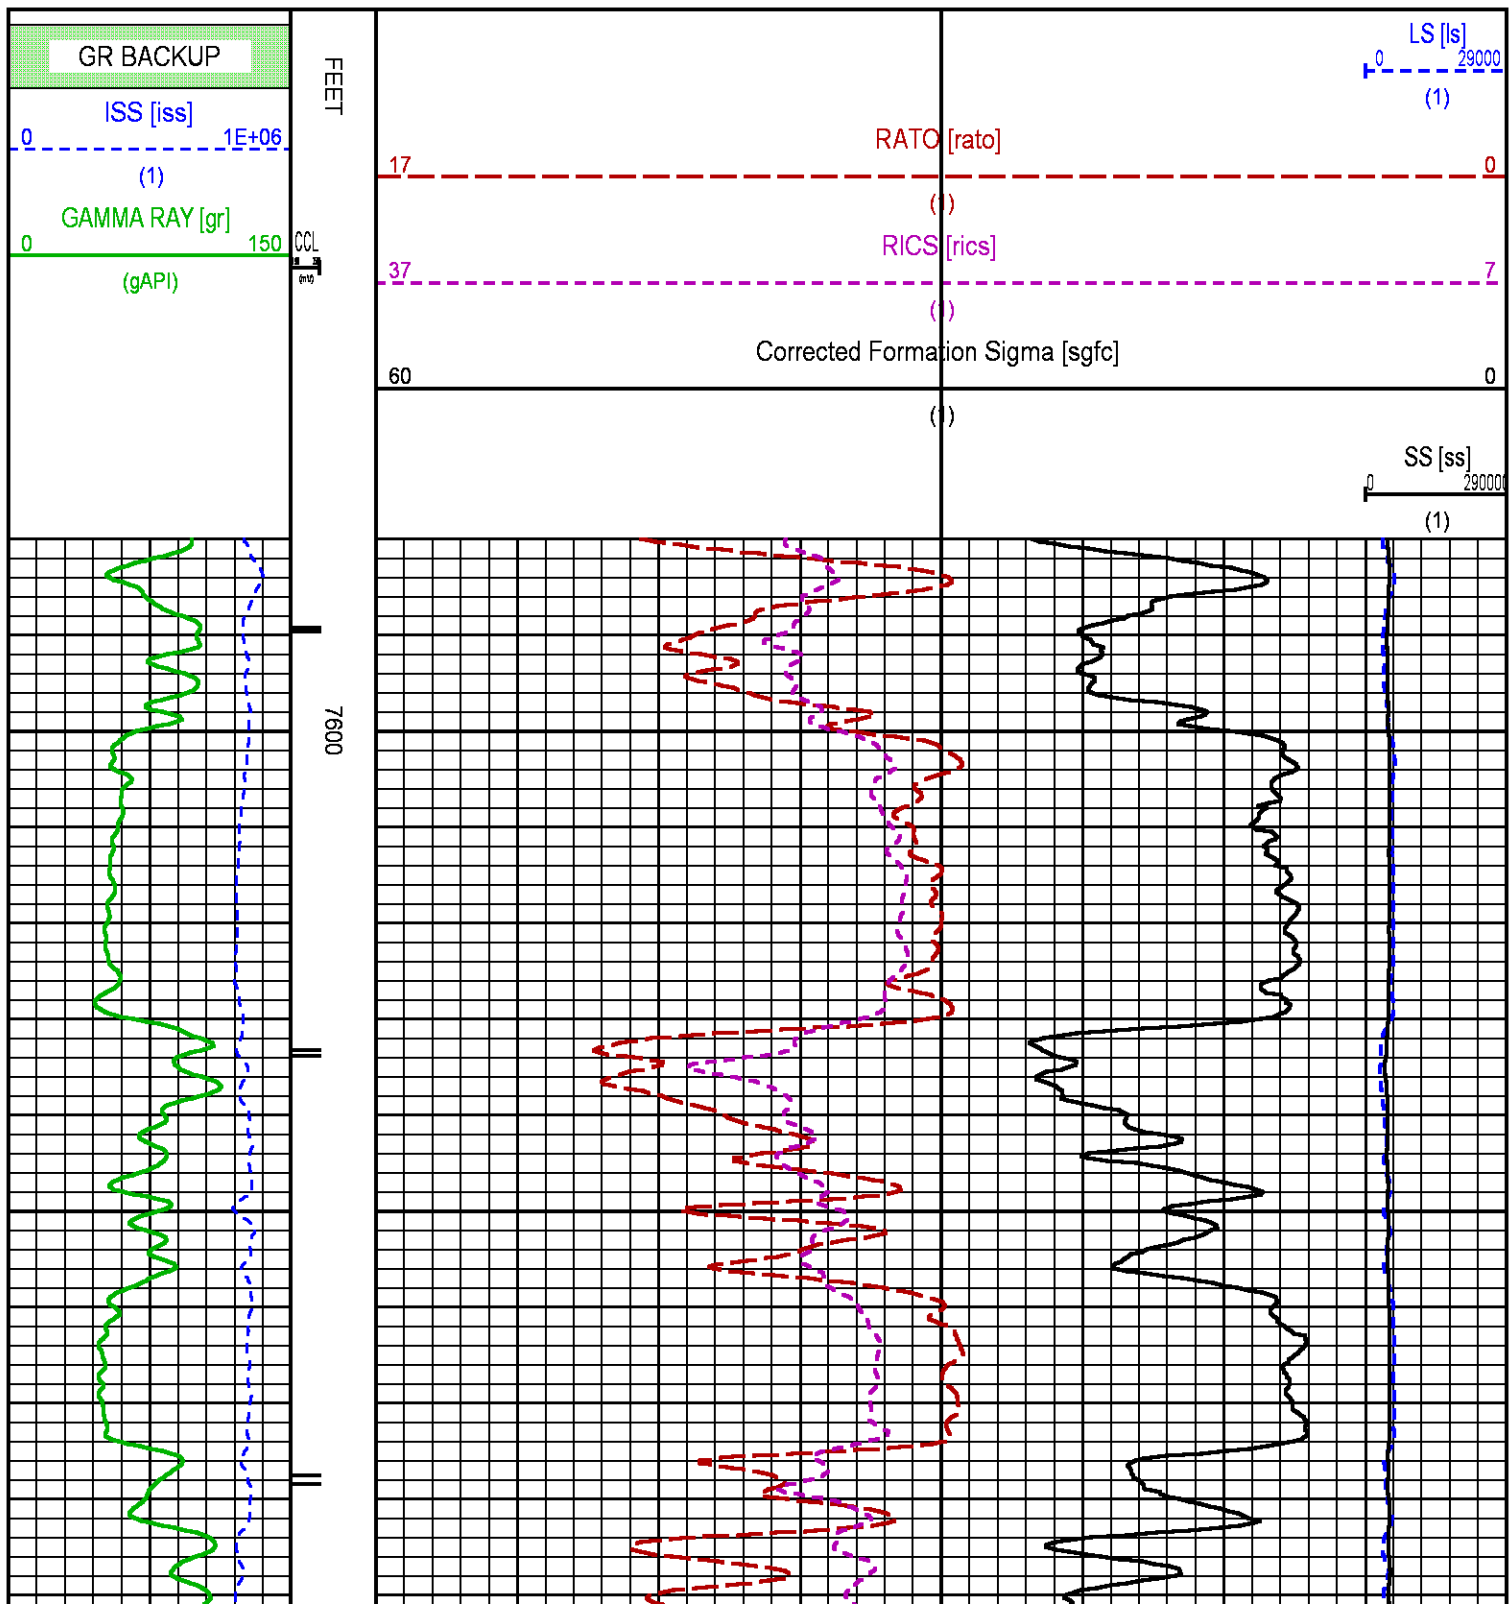 GR BACKUP
ISS [iss]
0 1E+06
(1)
GAMMA RAY [gr]
0 150
(gAPI)
FEET
CCL
LS [ls]
0 29000
(1)
RATO [rato]
17 0
(1)
RICS [rics]
37 7
(1)
Corrected Formation Sigma [sgfc]
60 0
(1)
SS [ss]
0 290000
(1)
7600